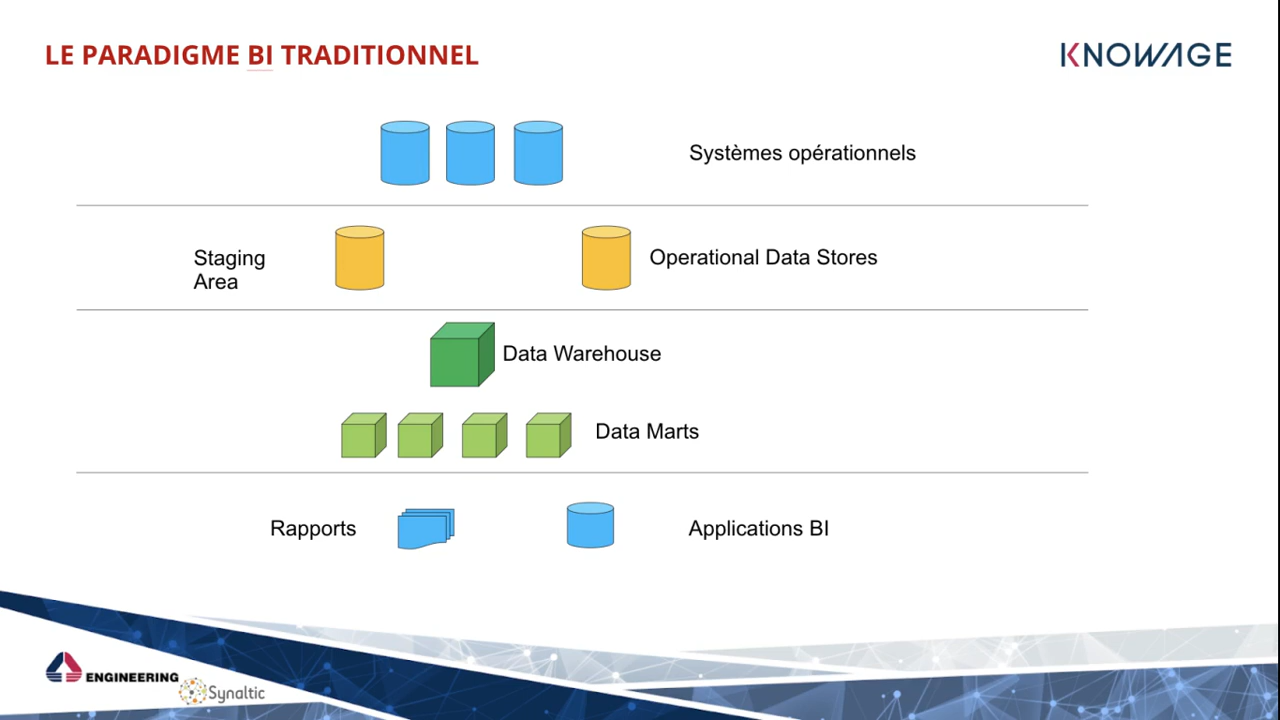 LE PARADIGME BI TRADITIONNEL
KNOWAGE
Systèmes opérationnels
Staging
Area
Operational Data Stores
Data Warehouse
Data Marts
Rapports
Applications BI
ENGINEERING
Synaltic